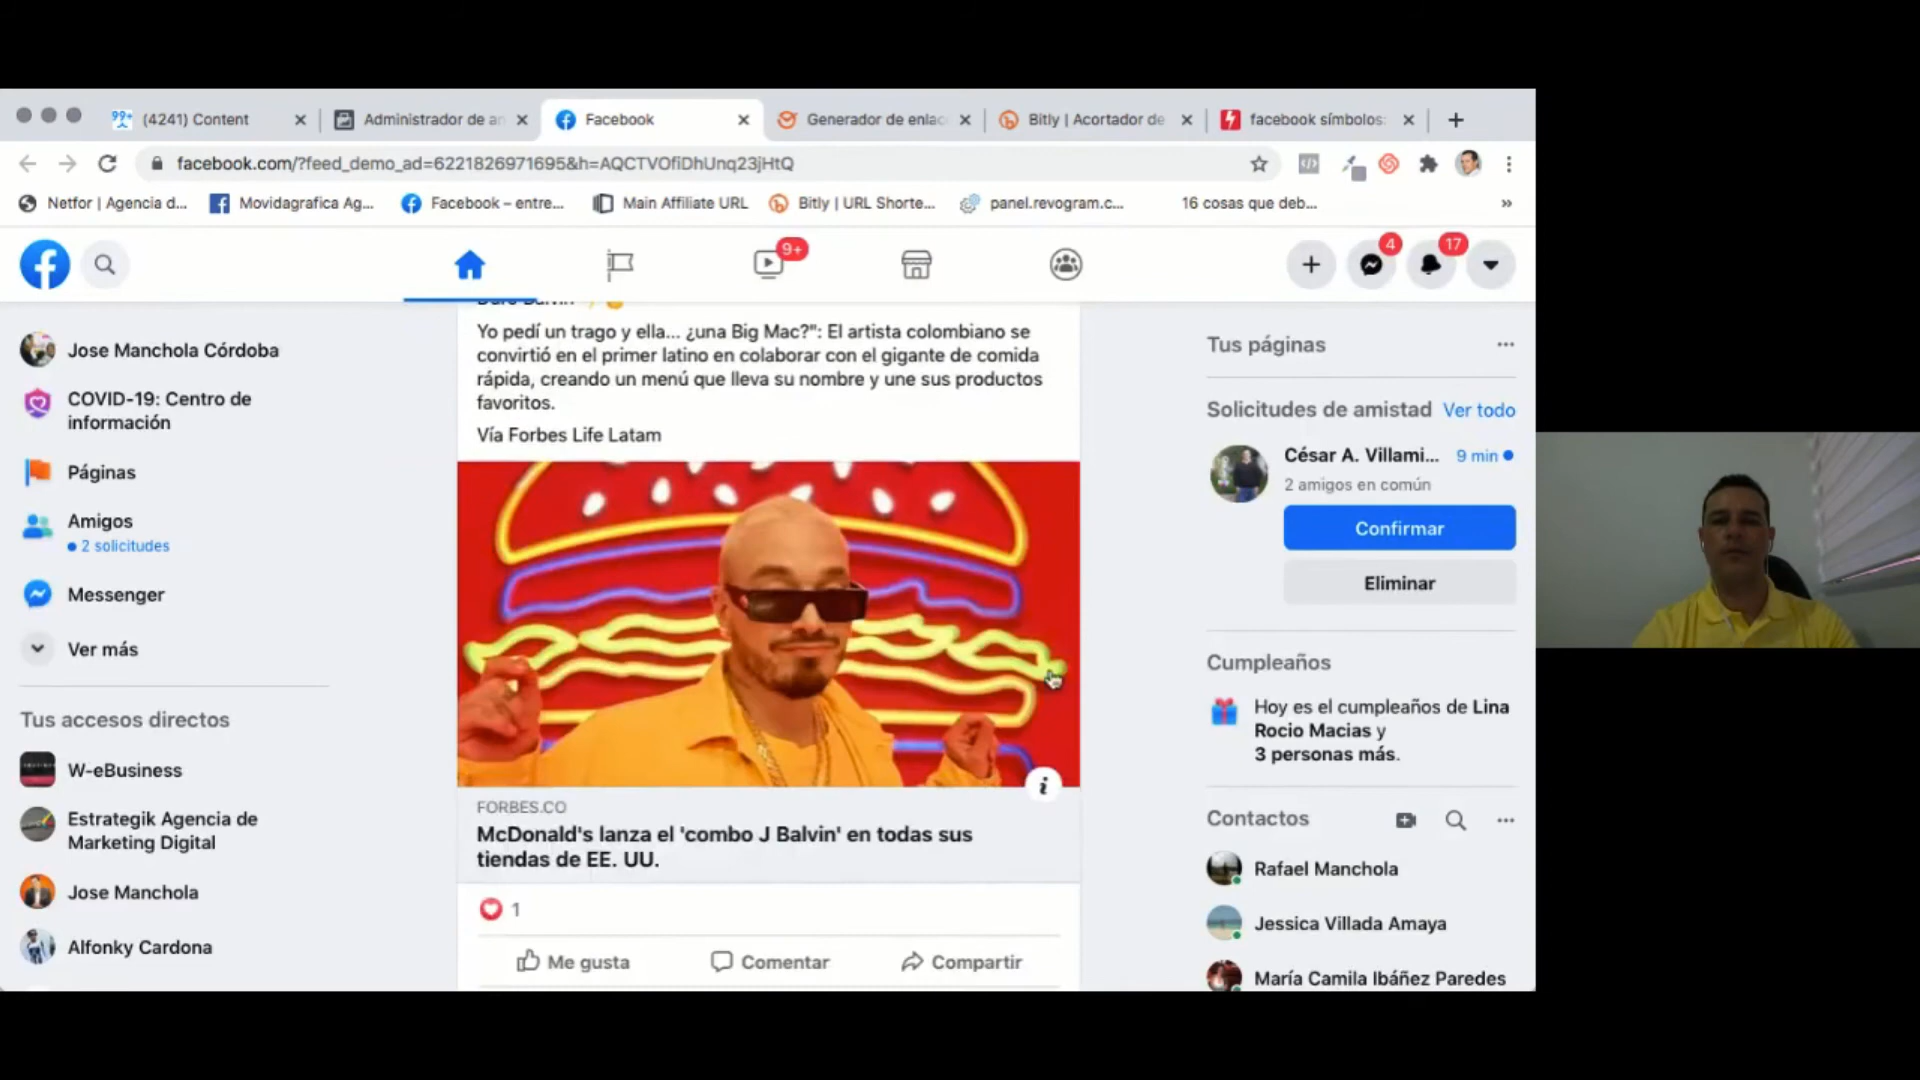 99+
(4241) Content
Administrador de an
Facebook
Generador de enlac
Bitly | Acortador de
facebook símbolos:
facebook.com/?feed_demo_ad=6221826971695&h=AQCTVOfiDhUnq23jHtQ
Netfor | Agencia d...
Movidagrafica Ag...
Facebook – entre...
Main Affiliate URL
Bitly | URL Shorte...
panel.revogram.c...
16 cosas que deb...
»
9+
4
17
Jose Manchola Córdoba
COVID-19: Centro de
información
Páginas
Amigos
2 solicitudes
Messenger
Ver más
Tus accesos directos
W-eBusiness
Estrategik Agencia de
Marketing Digital
Jose Manchola
Alfonky Cardona
Yo pedí un trago y ella... ¿una Big Mac?": El artista colombiano se
convirtió en el primer latino en colaborar con el gigante de comida
rápida, creando un menú que lleva su nombre y une sus productos
favoritos.
Vía Forbes Life Latam
FORBES.CO
McDonald's lanza el 'combo J Balvin' en todas sus
tiendas de EE. UU.
1
Me gusta
Comentar
Compartir
Tus páginas
Solicitudes de amistad
Ver todo
César A. Villami...
9 min
2 amigos en común
Confirmar
Eliminar
Cumpleaños
Hoy es el cumpleaños de Lina
Rocio Macias y
3 personas más.
Contactos
Rafael Manchola
Jessica Villada Amaya
María Camila Ibáñez Paredes